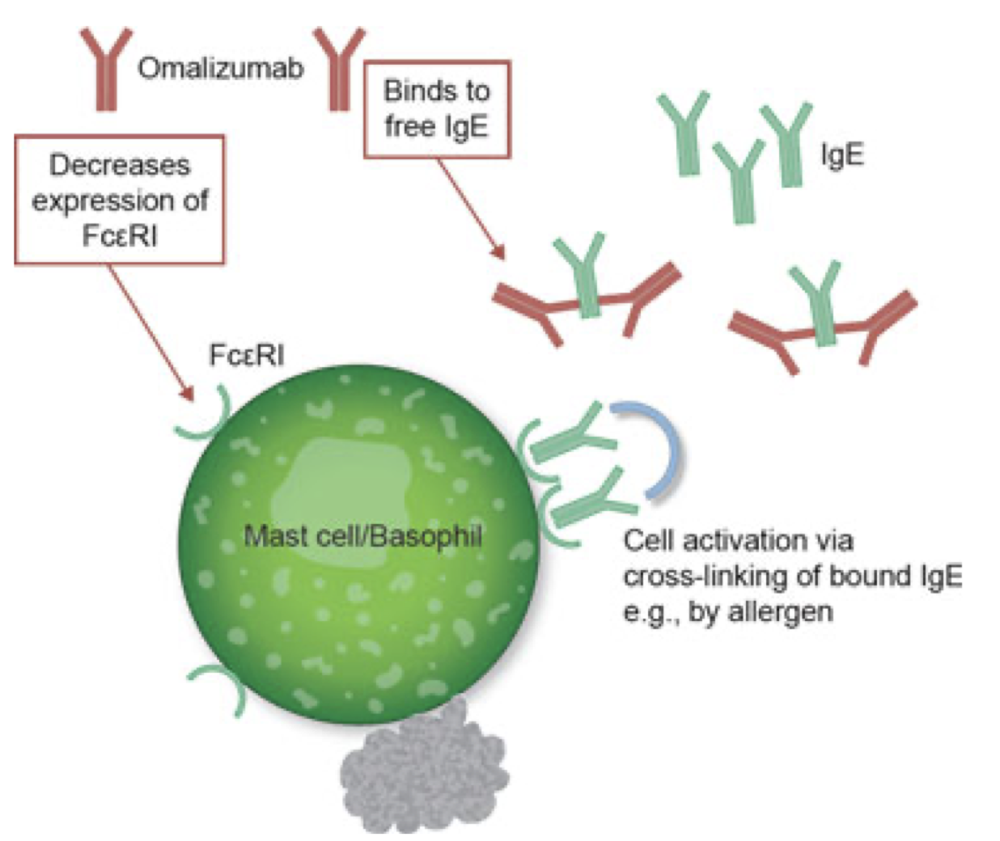 Omalizumab
Binds to
free IgE
IgE
Decreases
expression of
FcεRI
FcεRI
Mast cell/Basophil
Cell activation via
cross-linking of bound IgE
e.g., by allergen